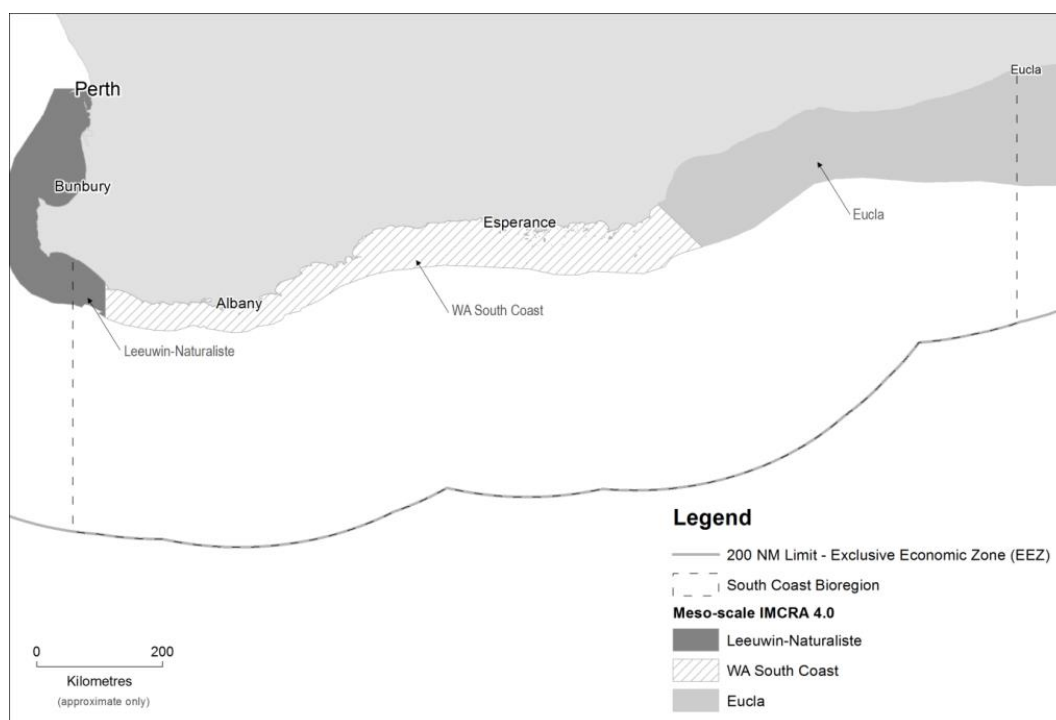 Perth
Eucla
Bunbury
Esperance
Eucla
Albany
WA South Coast
Leeuwin-Naturaliste
Legend
200 NM Limit - Exclusive Economic Zone (EEZ)
South Coast Bioregion
Meso-scale IMCRA 4.0
Leeuwin-Naturaliste
WA South Coast
Eucla
0 200
Kilometres
(approximate only)